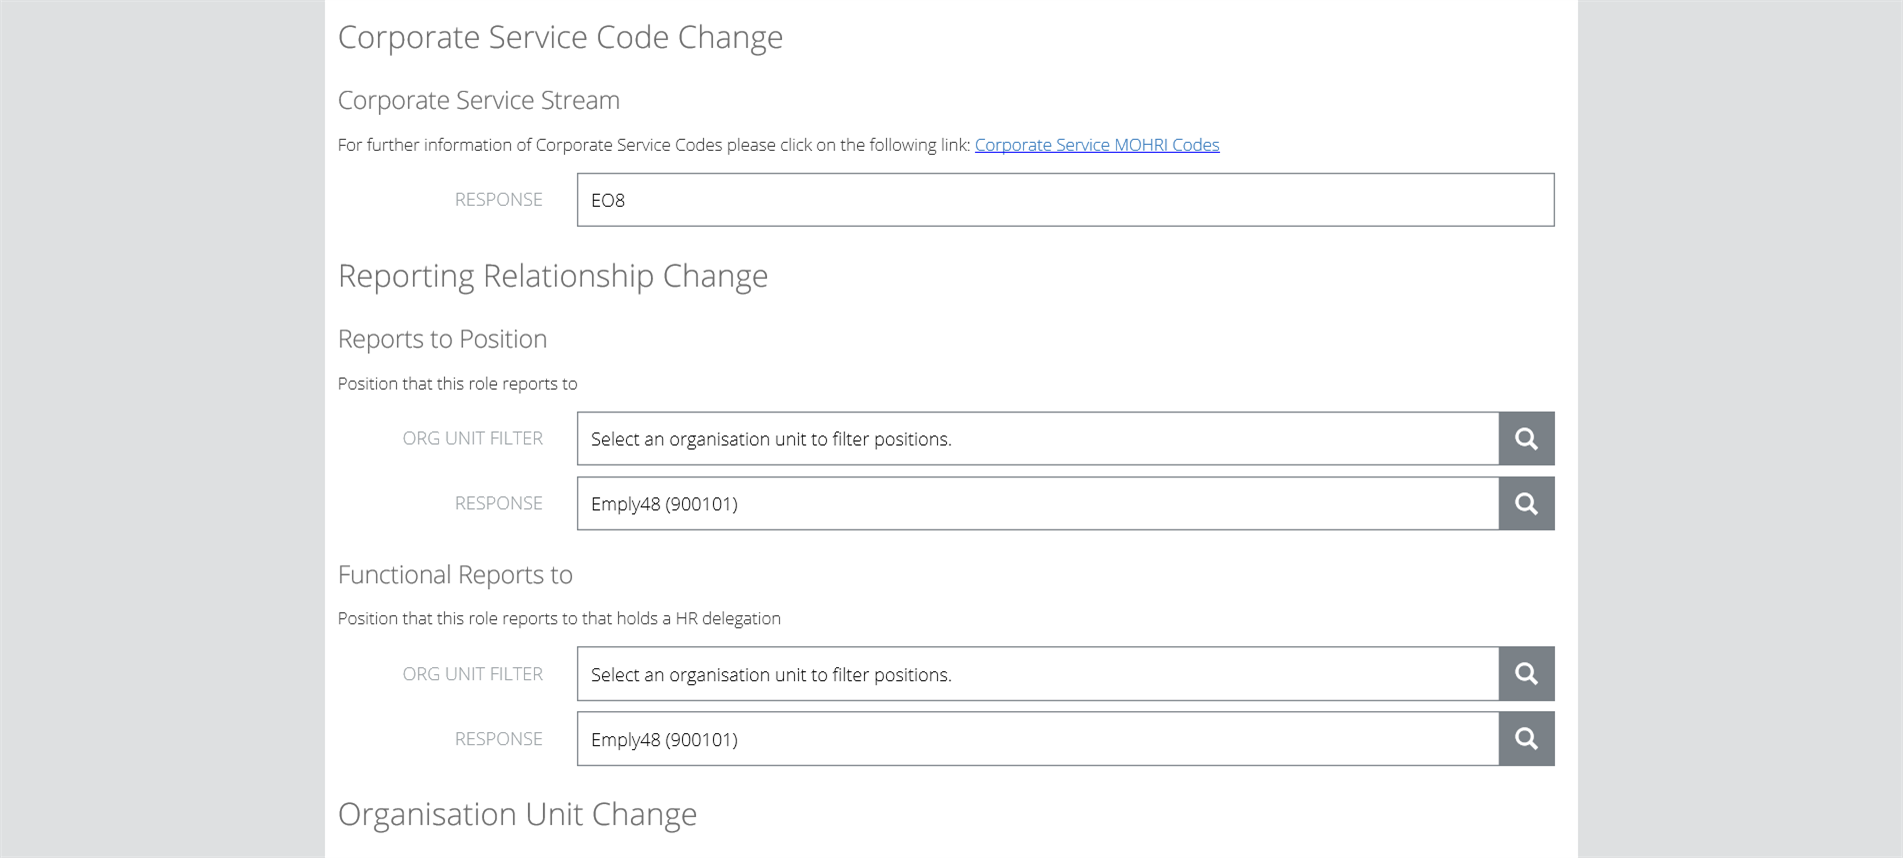 Corporate Service Code Change
Corporate Service Stream
For further information of Corporate Service Codes please click on the following link: Corporate Service MOHRI Codes
RESPONSE EO8
Reporting Relationship Change
Reports to Position
Position that this role reports to
ORG UNIT FILTER Select an organisation unit to filter positions.
RESPONSE Emply48 (900101)
Functional Reports to
Position that this role reports to that holds a HR delegation
ORG UNIT FILTER Select an organisation unit to filter positions.
RESPONSE Emply48 (900101)
Organisation Unit Change